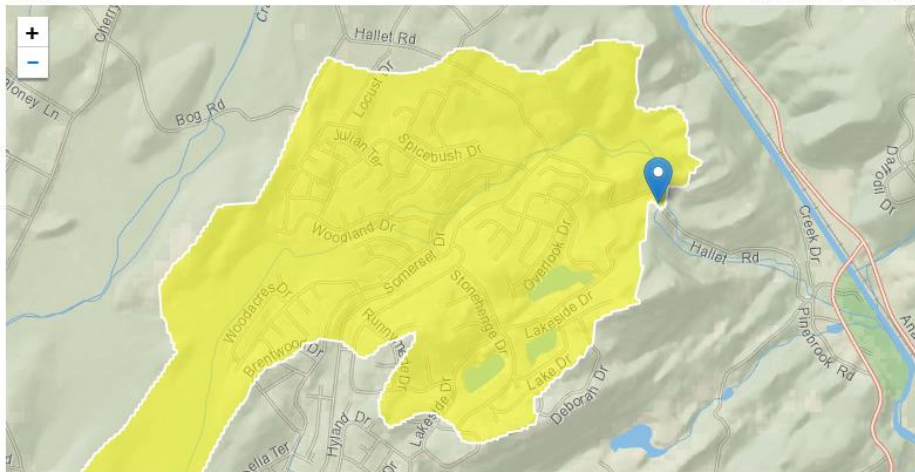 +
−
Cherry
Hallet Rd
Locust Dr
Bog Rd
Julian Ter
Spicebush Dr
Daffodil Dr
Woodland Dr
Somerset Dr
Overlook Dr
Hallet Rd
Creek Dr
Stonehenge Dr
Woodacres Dr
Lakeside Dr
Pinebrook Rd
Brentwood Dr
Lake Dr
Deborah Dr
Lakeside Dr
Hyland Dr
Dr